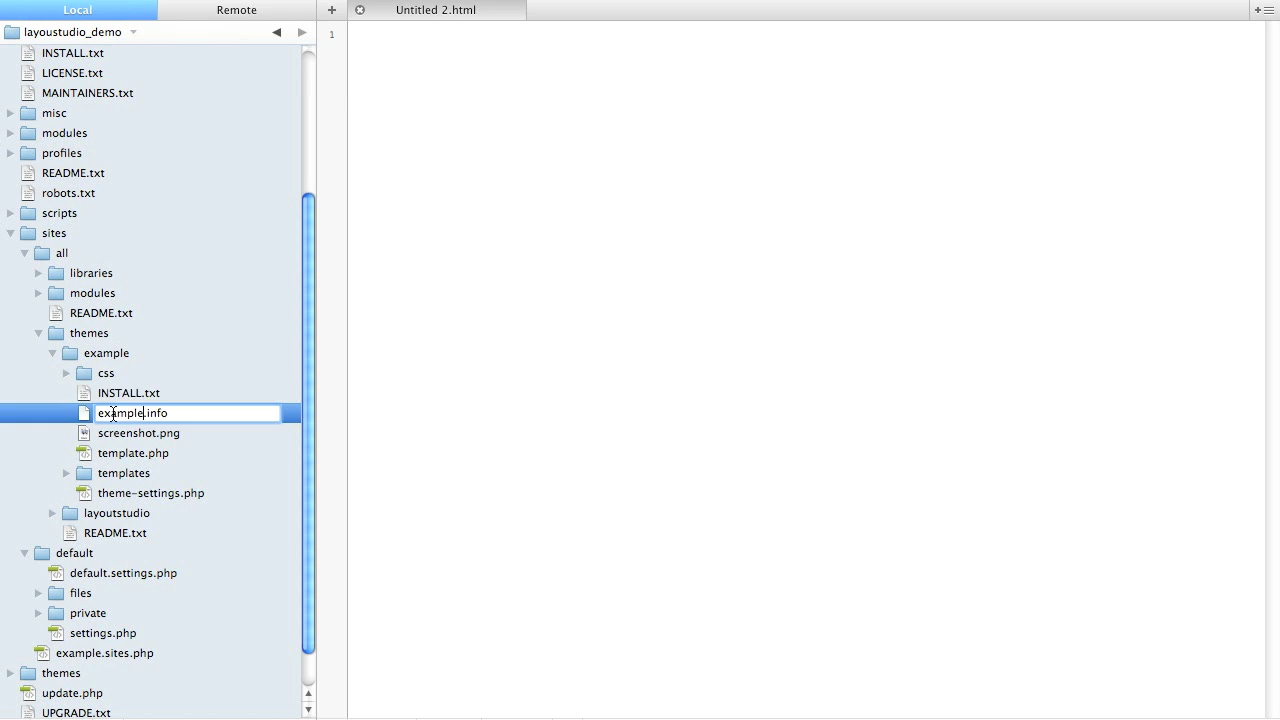 Local
Remote
Untitled 2.html
layoustudio_demo
1
INSTALL.txt
LICENSE.txt
MAINTAINERS.txt
misc
modules
profiles
README.txt
robots.txt
scripts
sites
all
libraries
modules
README.txt
themes
example
css
INSTALL.txt
example.info
screenshot.png
template.php
templates
theme-settings.php
layoutstudio
README.txt
default
default.settings.php
files
private
settings.php
example.sites.php
themes
update.php
UPGRADE.txt